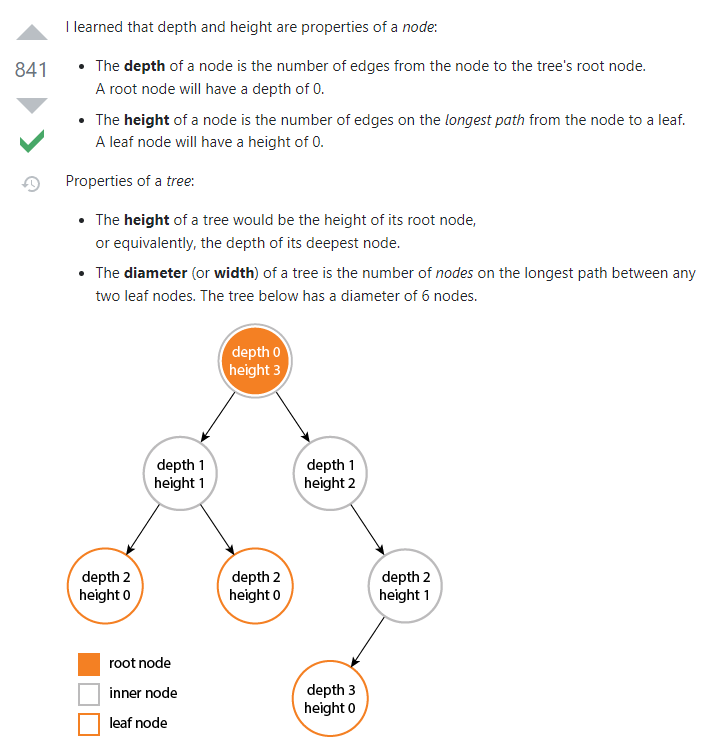 I learned that depth and height are properties of a node:
841
• The depth of a node is the number of edges from the node to the tree's root node.
A root node will have a depth of 0.
• The height of a node is the number of edges on the longest path from the node to a leaf.
A leaf node will have a height of 0.
Properties of a tree:
• The height of a tree would be the height of its root node,
or equivalently, the depth of its deepest node.
• The diameter (or width) of a tree is the number of nodes on the longest path between any
two leaf nodes. The tree below has a diameter of 6 nodes.
depth 0
height 3
depth 1
height 1
depth 1
height 2
depth 2
height 0
depth 2
height 0
depth 2
height 1
depth 3
height 0
root node
inner node
leaf node